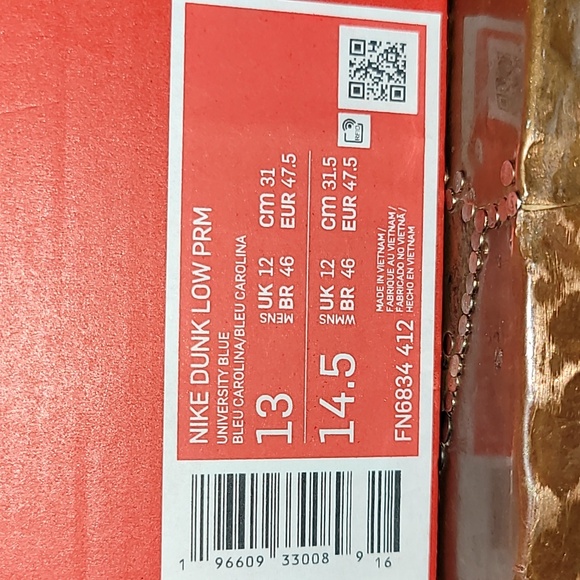 NIKE DUNK LOW PRM
UNIVERSITY BLUE
BLEU CAROLINA/BLEU CAROLINA
13 MENS UK 12 cm 31
BR 46 EUR 47.5
14.5 WMNS UK 12 cm 31.5
BR 46 EUR 47.5
FN6834 412
MADE IN VIETNAM /
FABRIQUE AU VIETNAM /
FABRICADO NO VIETNÃ /
HECHO EN VIETNAM
RFID
1 96609 33008 9 16